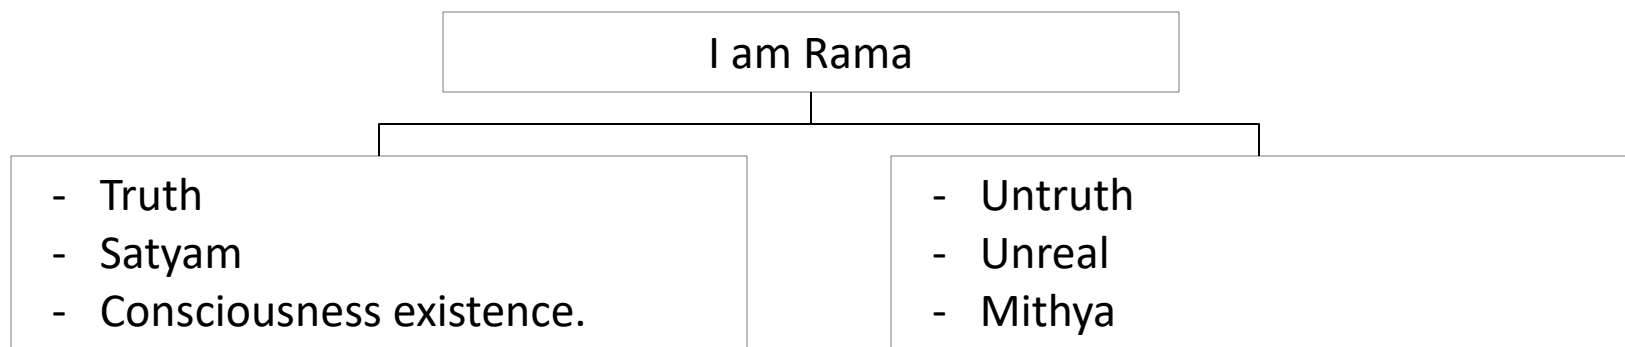 I am Rama
- Truth
- Satyam
- Consciousness existence.
- Untruth
- Unreal
- Mithya